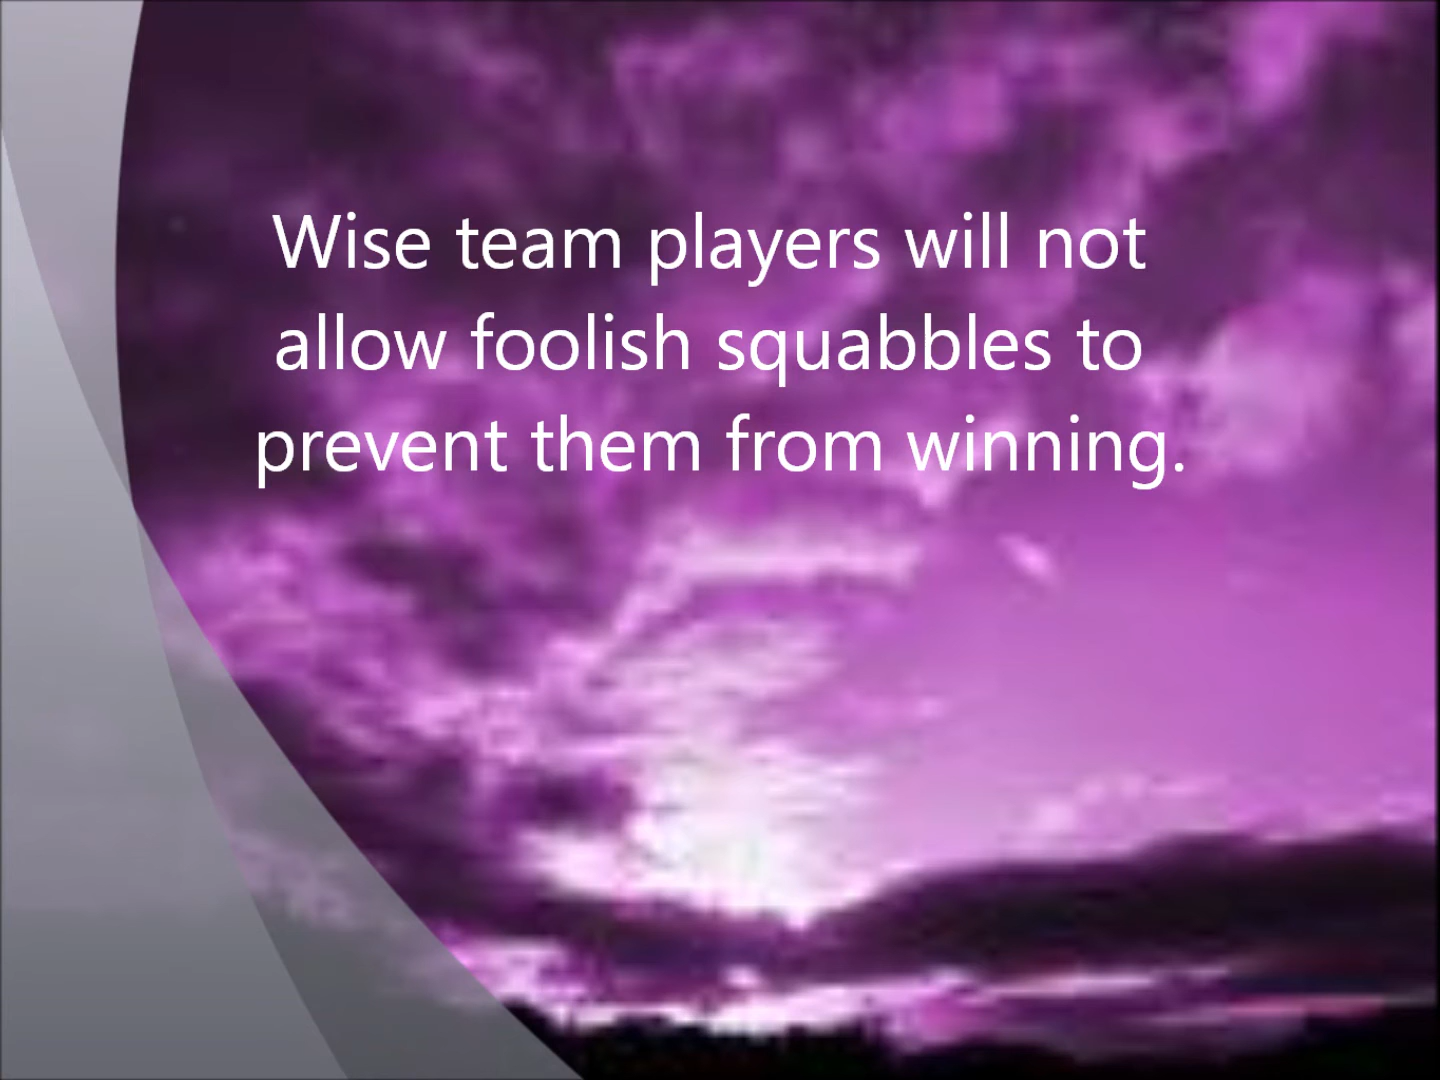 Wise team players will not
allow foolish squabbles to
prevent them from winning.